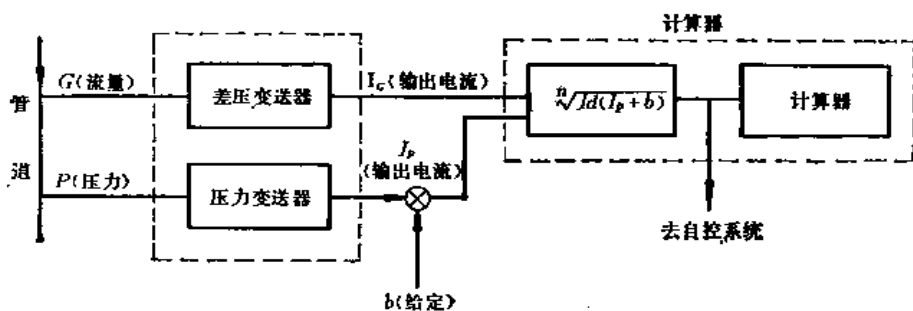 计算器
G(流量)
差压变送器
I_G(输出电流)
ⁿ√Id(I_P+b)
计算器
管
道
P(压力)
压力变送器
I_P
(输出电流)
去自控系统
b(给定)